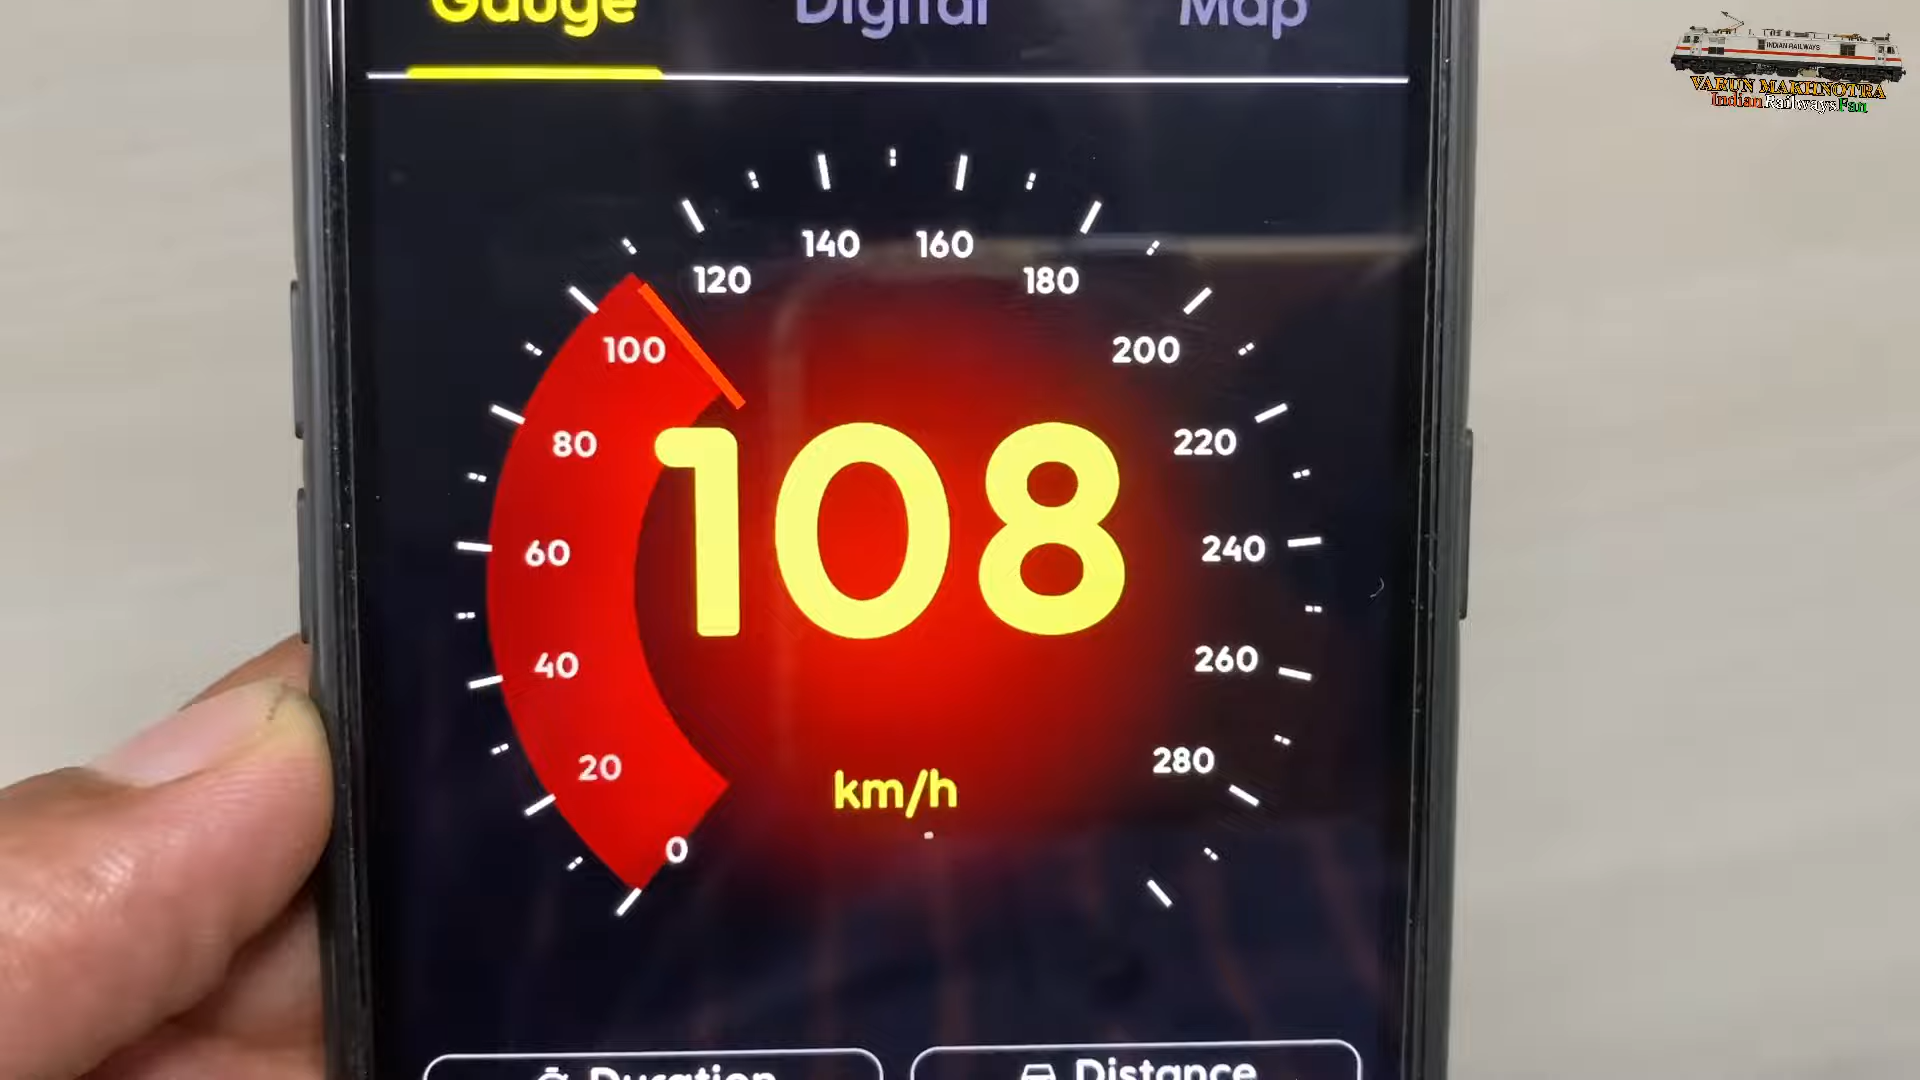 Gauge Digital Map
INDIAN RAILWAYS
VARUN MAKHNOTRA
IndianRailwaysFan
140 160
120 180
100 200
80 220
108
60 240
40 260
20 280
km/h
0
Duration Distance